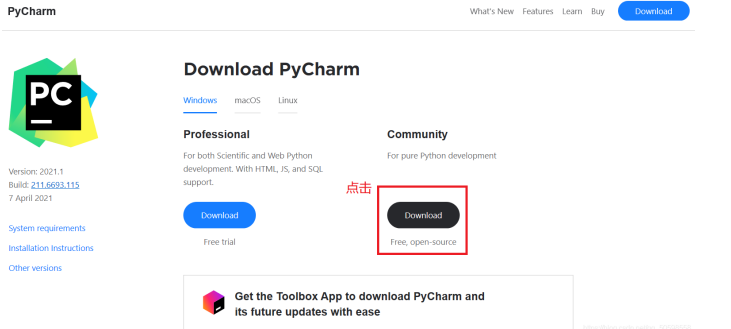 PyCharm
What's New Features Learn Buy Download
Download PyCharm
PC
Windows macOS Linux
Professional
Community
For both Scientific and Web Python
development. With HTML, JS, and SQL
support.
For pure Python development
Version: 2021.1
Build: 211.6693.115
7 April 2021
点击
Download
Download
Free trial
Free, open-source
System requirements
Installation Instructions
Other versions
Get the Toolbox App to download PyCharm and
its future updates with ease